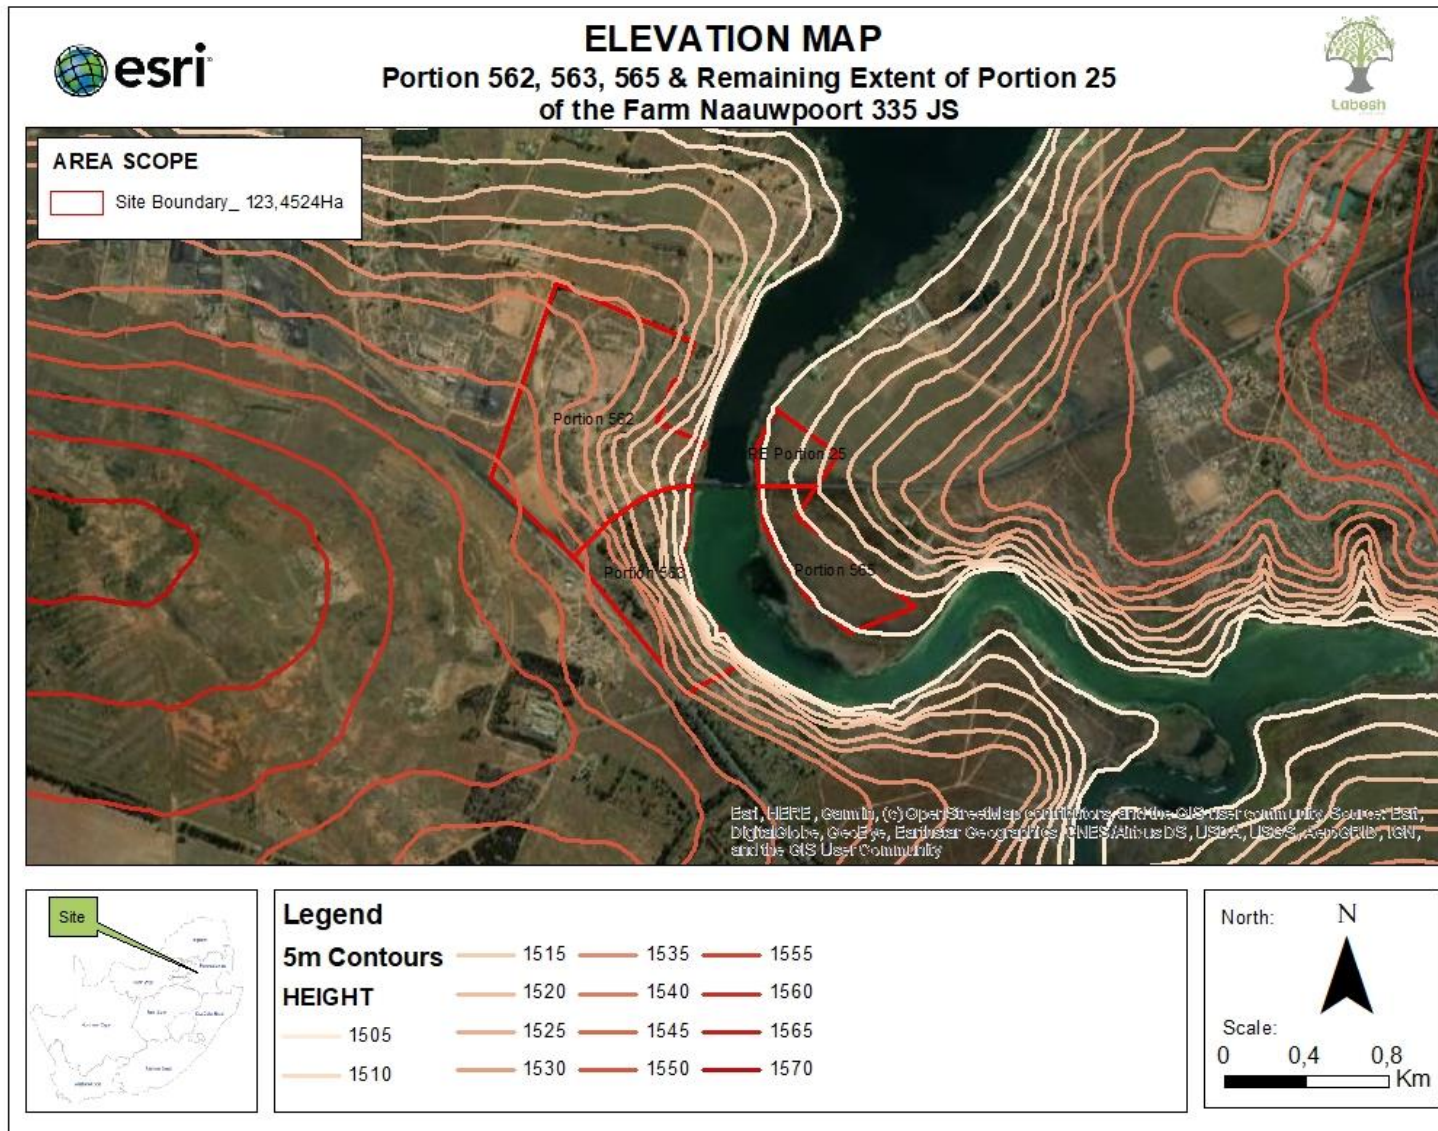 esri
ELEVATION MAP
Portion 562, 563, 565 & Remaining Extent of Portion 25
of the Farm Naauwpoort 335 JS
Labesh
AREA SCOPE
Site Boundary_ 123,4524Ha
Portion 562
RE Portion 25
Portion 563
Portion 565
Esri, HERE, Garmin, (c) OpenStreetMap contributors, and the GIS user community, Source: Esri,
DigitalGlobe, GeoEye, Earthstar Geographics, CNES/Airbus DS, USDA, USGS, AeroGRID, IGN,
and the GIS User Community
Site
Legend
5m Contours
HEIGHT
1505
1510
1515
1520
1525
1530
1535
1540
1545
1550
1555
1560
1565
1570
North:
N
Scale:
0 0,4 0,8
Km